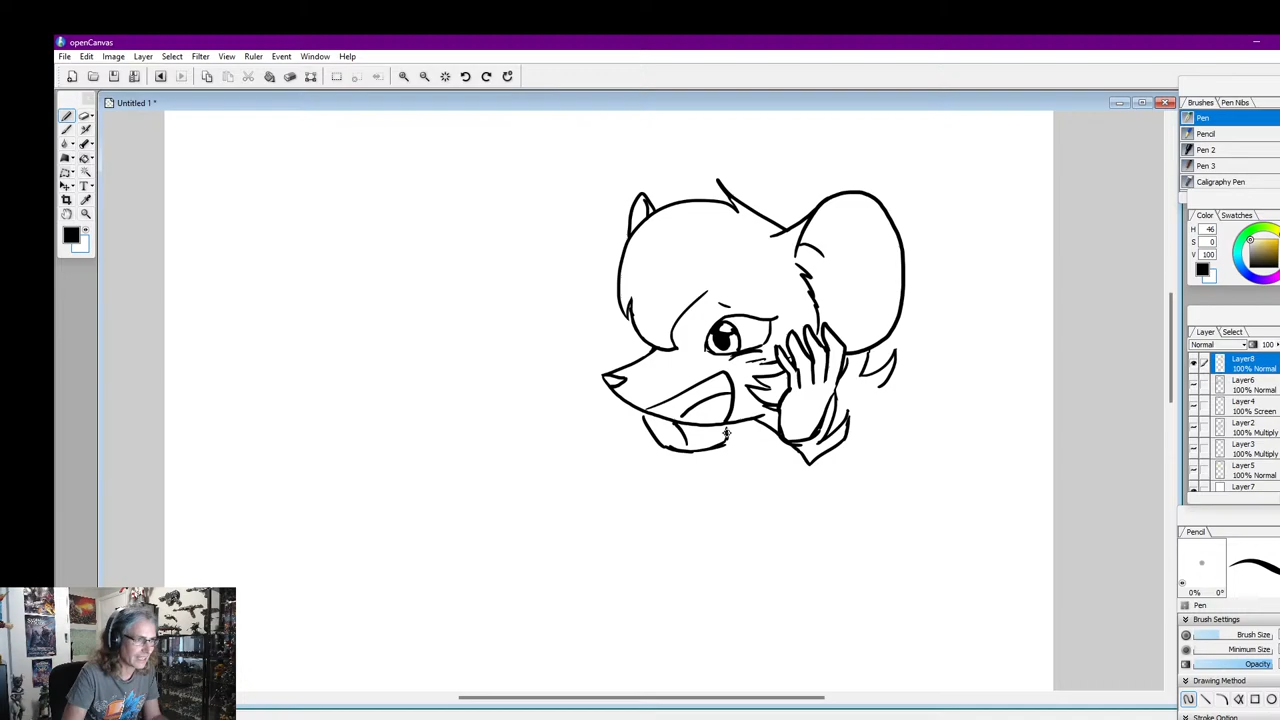 openCanvas
File Edit Image Layer Select Filter View Ruler Event Window Help
Untitled 1 *
Brushes Pen Nibs
Pen
Pencil
Pen 2
Pen 3
Caligraphy Pen
Color Swatches
H 46
S 0
V 100
Layer Select
Normal 100
Layer8
100% Normal
Layer6
100% Normal
Layer4
100% Screen
Layer2
100% Multiply
Layer3
100% Multiply
Layer5
100% Normal
Layer7
Pencil
0% 0°
Pen
Brush Settings
Brush Size
Minimum Size
Opacity
Drawing Method
Stroke Option